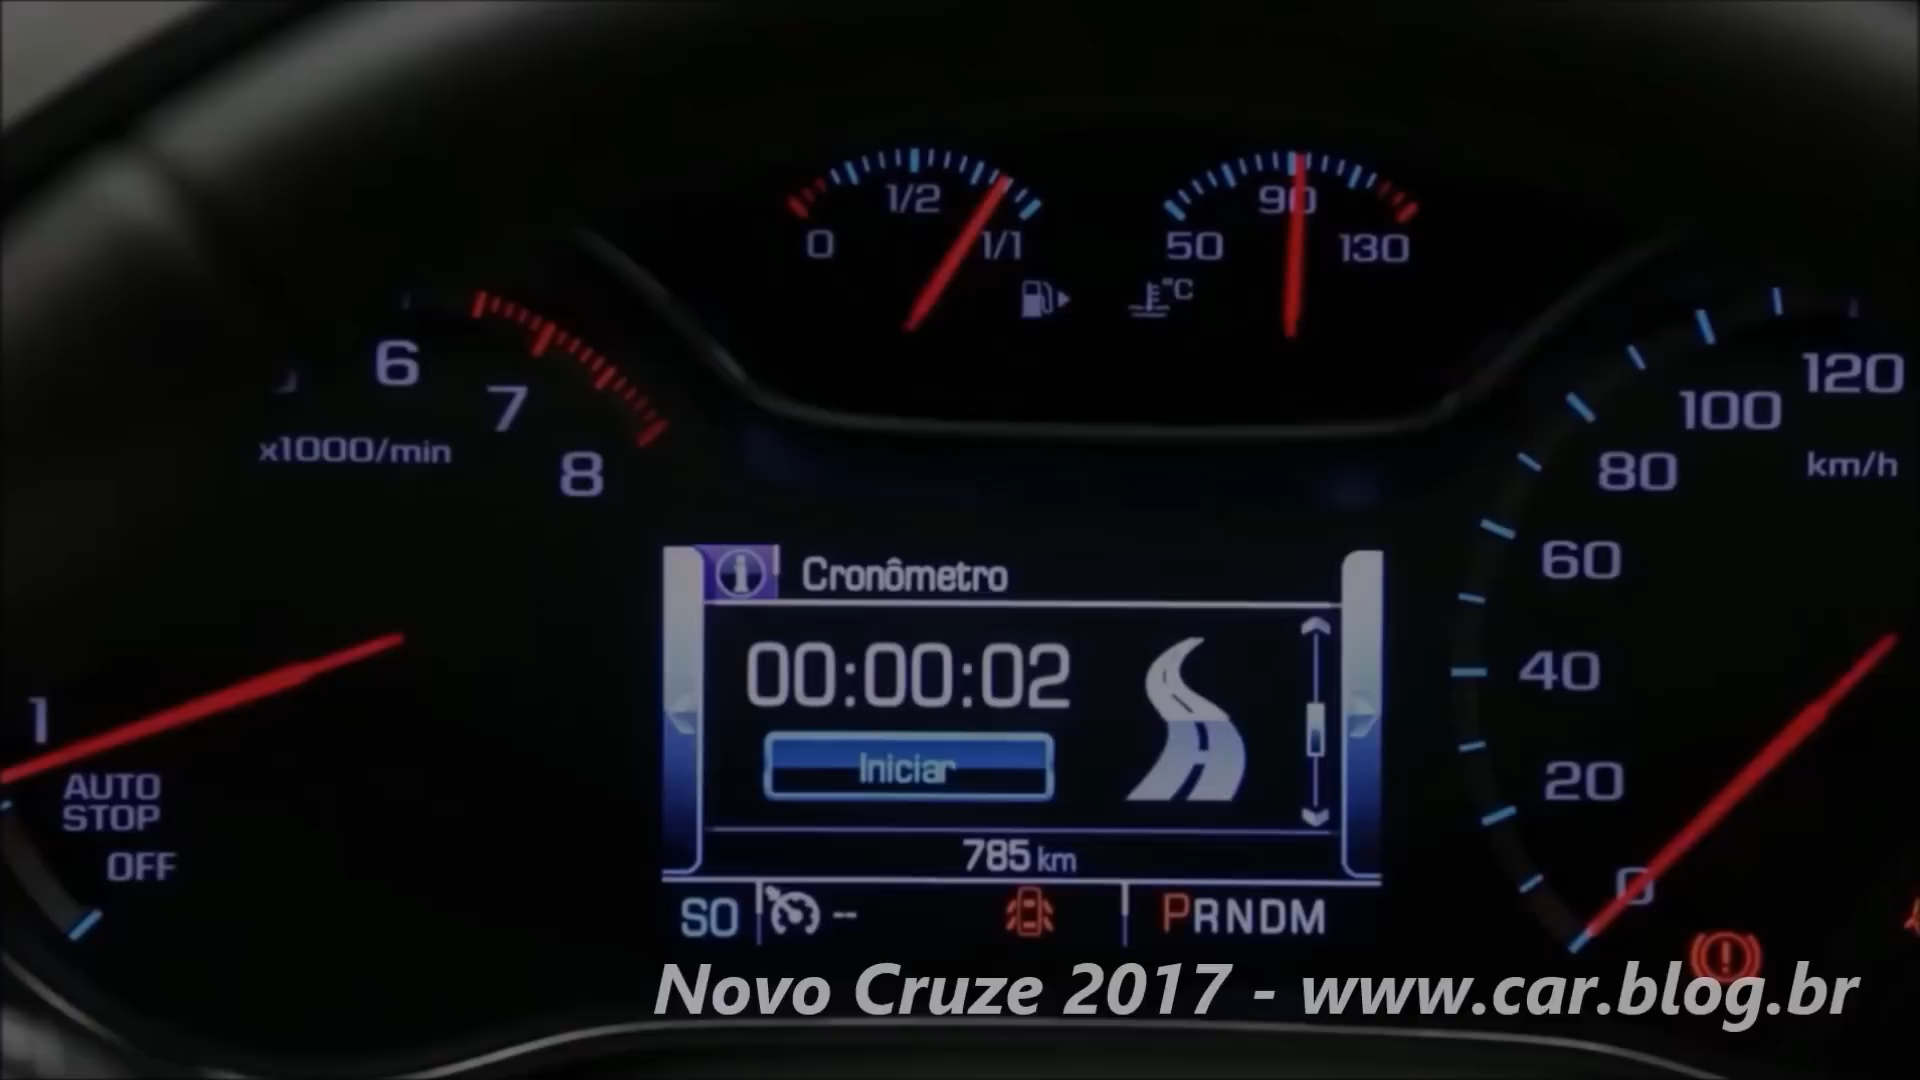 1/2
0
1/1
90
50
130
°C
6
7
8
x1000/min
120
100
80
km/h
60
40
20
0
1
AUTO
STOP
OFF
Cronômetro
00:00:02
Iniciar
785 km
SO
--
PRNDM
Novo Cruze 2017 - www.car.blog.br